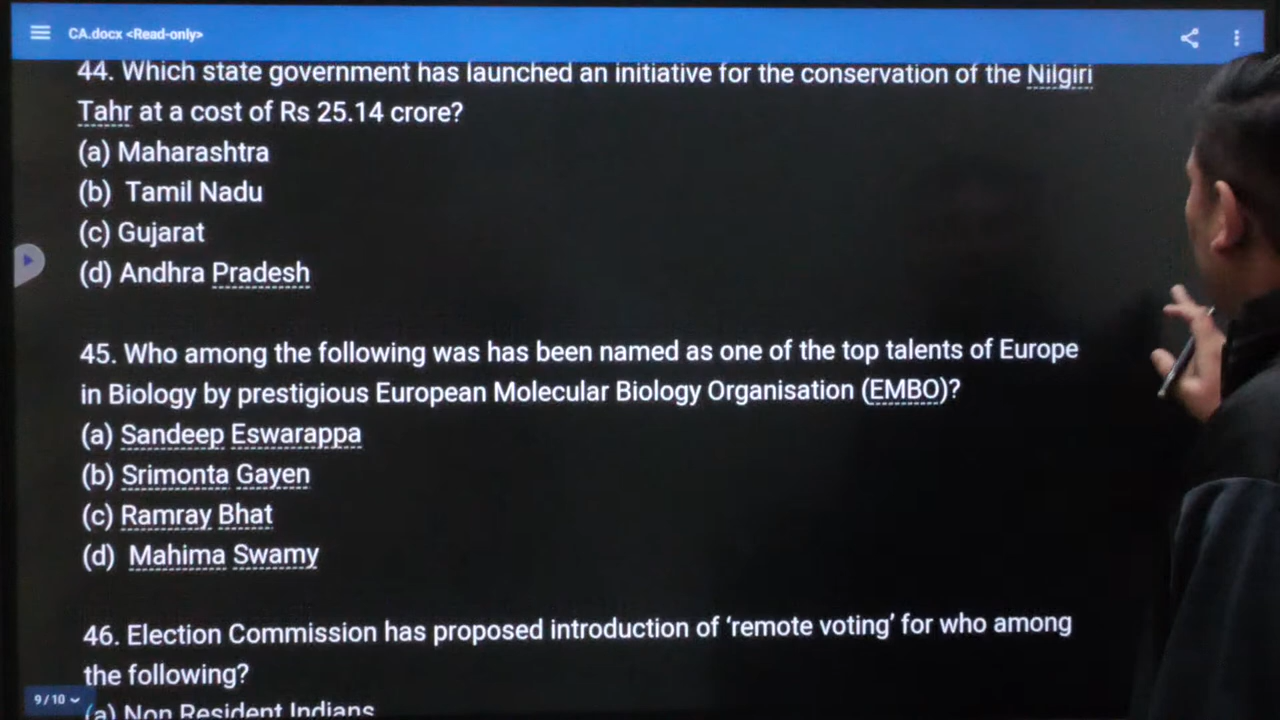 CA.docx <Read-only>
44. Which state government has launched an initiative for the conservation of the Nilgiri
Tahr at a cost of Rs 25.14 crore?
(a) Maharashtra
(b) Tamil Nadu
(c) Gujarat
(d) Andhra Pradesh
45. Who among the following was has been named as one of the top talents of Europe
in Biology by prestigious European Molecular Biology Organisation (EMBO)?
(a) Sandeep Eswarappa
(b) Srimonta Gayen
(c) Ramray Bhat
(d) Mahima Swamy
46. Election Commission has proposed introduction of ‘remote voting’ for who among
the following?
(a) Non Resident Indians
9/10